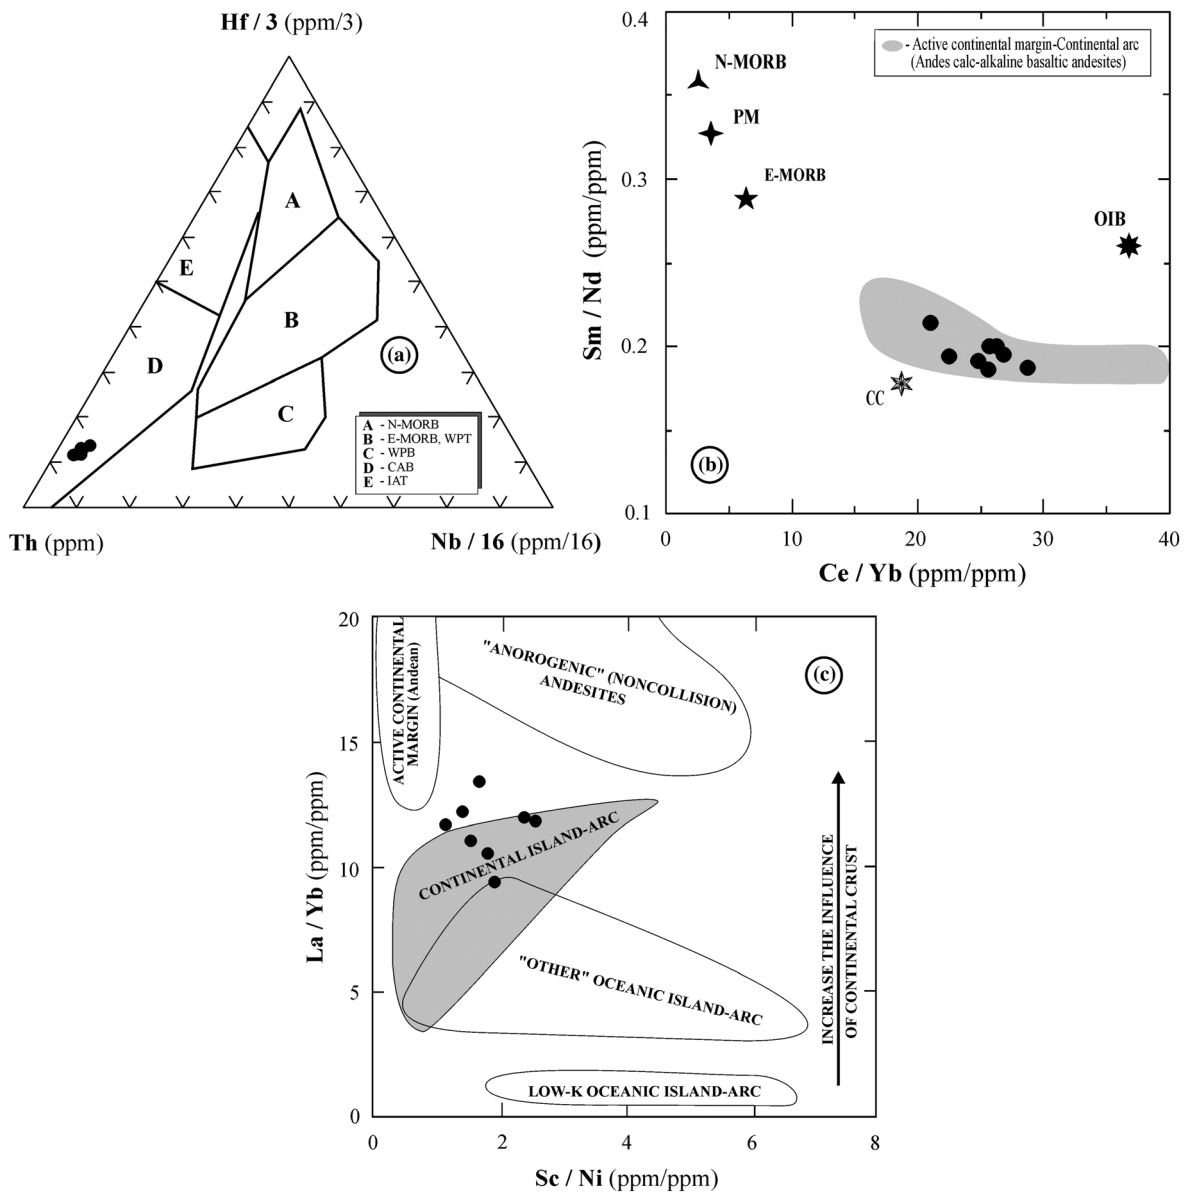 Hf / 3 (ppm/3)
A
E
B
D
C
(a)
A - N-MORB
B - E-MORB, WPT
C - WPB
D - CAB
E - IAT
Th (ppm)
Nb / 16 (ppm/16)
0.4
0.3
0.2
0.1
Sm / Nd (ppm/ppm)
- Active continental margin-Continental arc
(Andes calc-alkaline basaltic andesites)
N-MORB
PM
E-MORB
OIB
CC
(b)
0 10 20 30 40
Ce / Yb (ppm/ppm)
20
15
10
5
0
La / Yb (ppm/ppm)
ACTIVE CONTINENTAL
MARGIN (Andean)
"ANOROGENIC" (NONCOLLISION)
ANDESITES
(c)
CONTINENTAL ISLAND-ARC
"OTHER" OCEANIC ISLAND-ARC
LOW-K OCEANIC ISLAND-ARC
INCREASE THE INFLUENCE
OF CONTINENTAL CRUST
0 2 4 6 8
Sc / Ni (ppm/ppm)